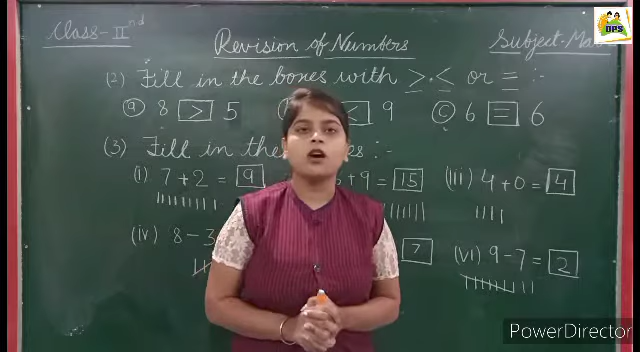 Class-IInd
Revision of Numbers
Subject-Ma
DPS
(2) Fill in the boxes with >, < or = :-
(a) 8 > 5 < 9 (c) 6 = 6
(3) Fill in the es :-
(i) 7+2 = 9 +9 = 15 (iii) 4+0 = 4
(iv) 8-3 7 (vi) 9-7 = 2
PowerDirector